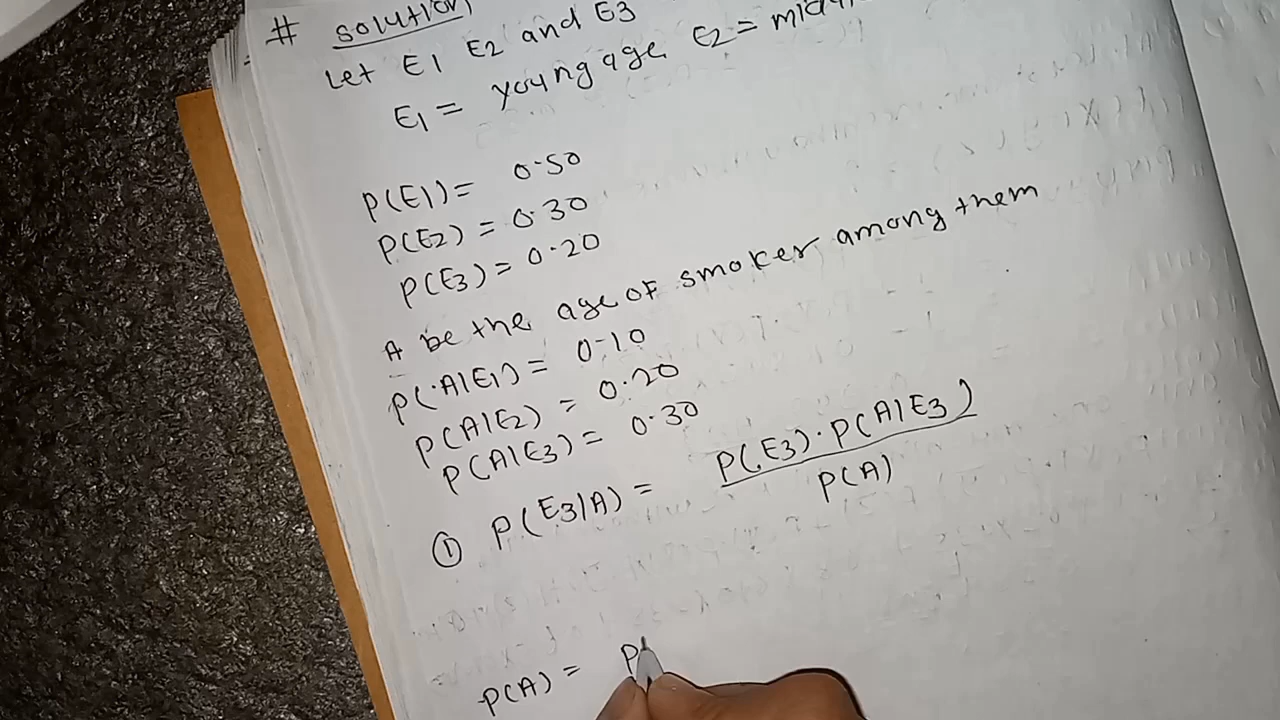 # solution
Let E1 E2 and E3
E1 = young age E2 =
P(E1) = 0.50
P(E2) = 0.30
P(E3) = 0.20
A be the age of smoker among them
P(A|E1) = 0.10
P(A|E2) = 0.20
P(A|E3) = 0.30
① P(E3|A) = P(E3).P(A|E3)
P(A)
P(A) = P